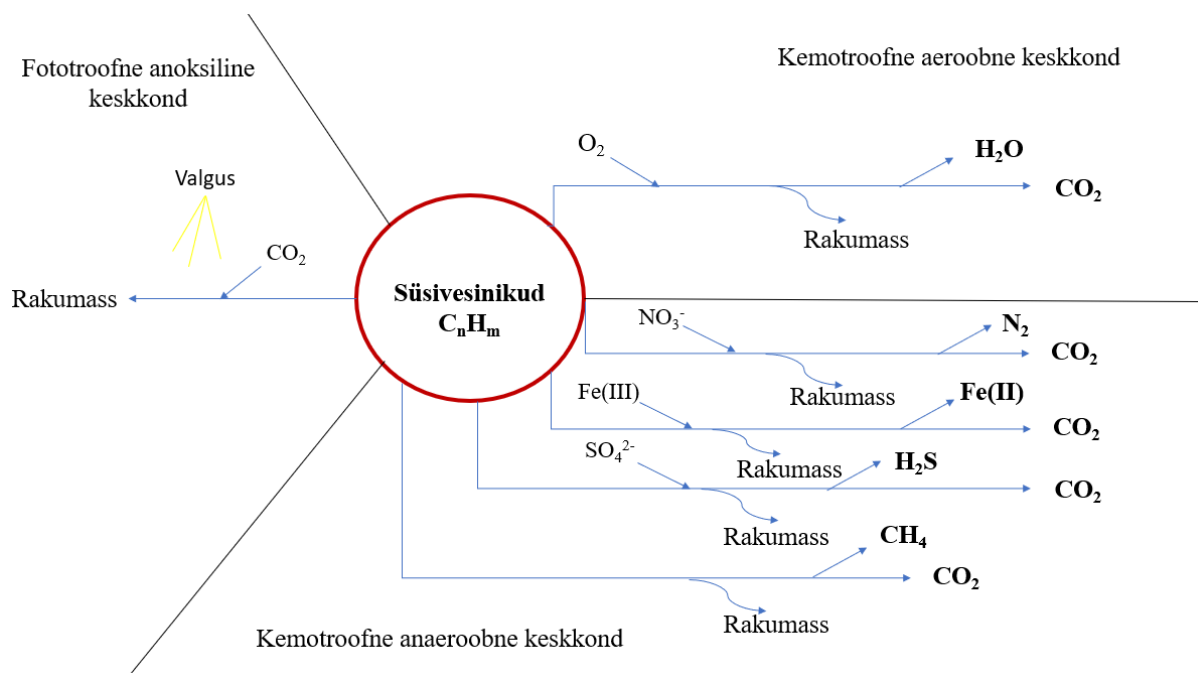 Fototroofne anoksiline
keskkond
Kemotroofne aeroobne keskkond
O₂
H₂O
CO₂
Rakumass
Valgus
CO₂
Rakumass
Süsivesinikud
CₙHₘ
NO₃⁻
N₂
CO₂
Rakumass
Fe(III)
Fe(II)
CO₂
Rakumass
SO₄²⁻
H₂S
CO₂
Rakumass
CH₄
CO₂
Rakumass
Kemotroofne anaeroobne keskkond